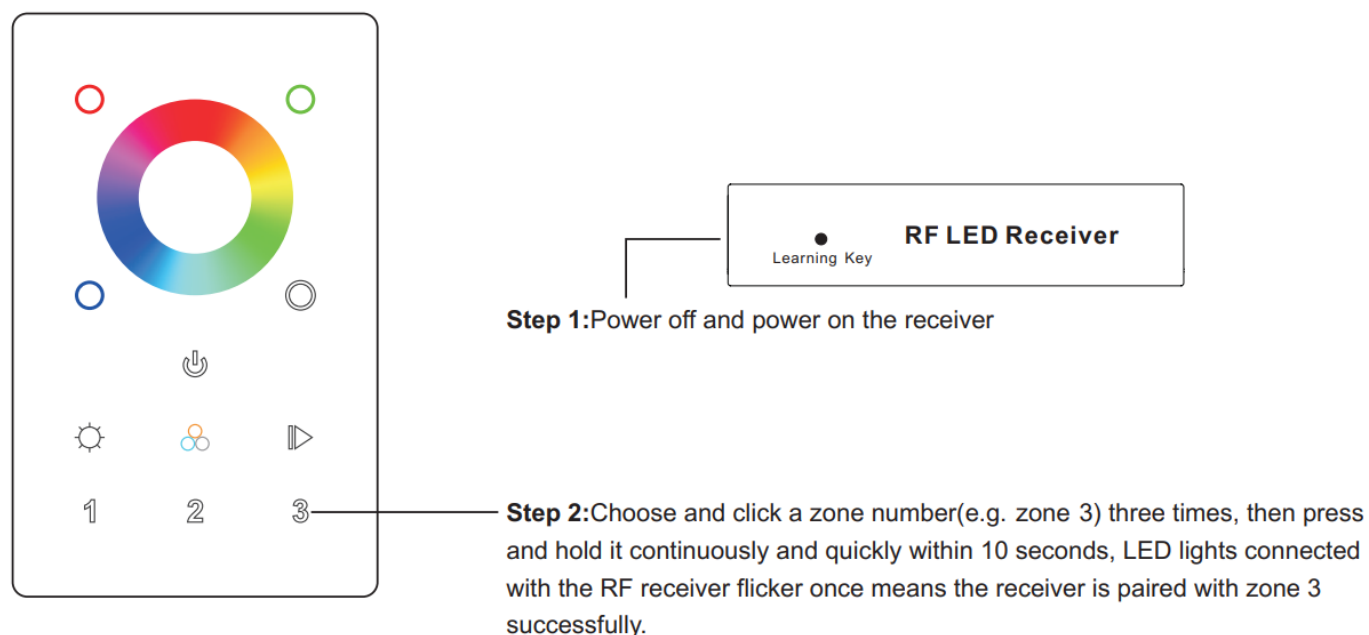 RF LED Receiver
Learning Key
Step 1:Power off and power on the receiver
1 2 3
Step 2:Choose and click a zone number(e.g. zone 3) three times, then press
and hold it continuously and quickly within 10 seconds, LED lights connected
with the RF receiver flicker once means the receiver is paired with zone 3
successfully.